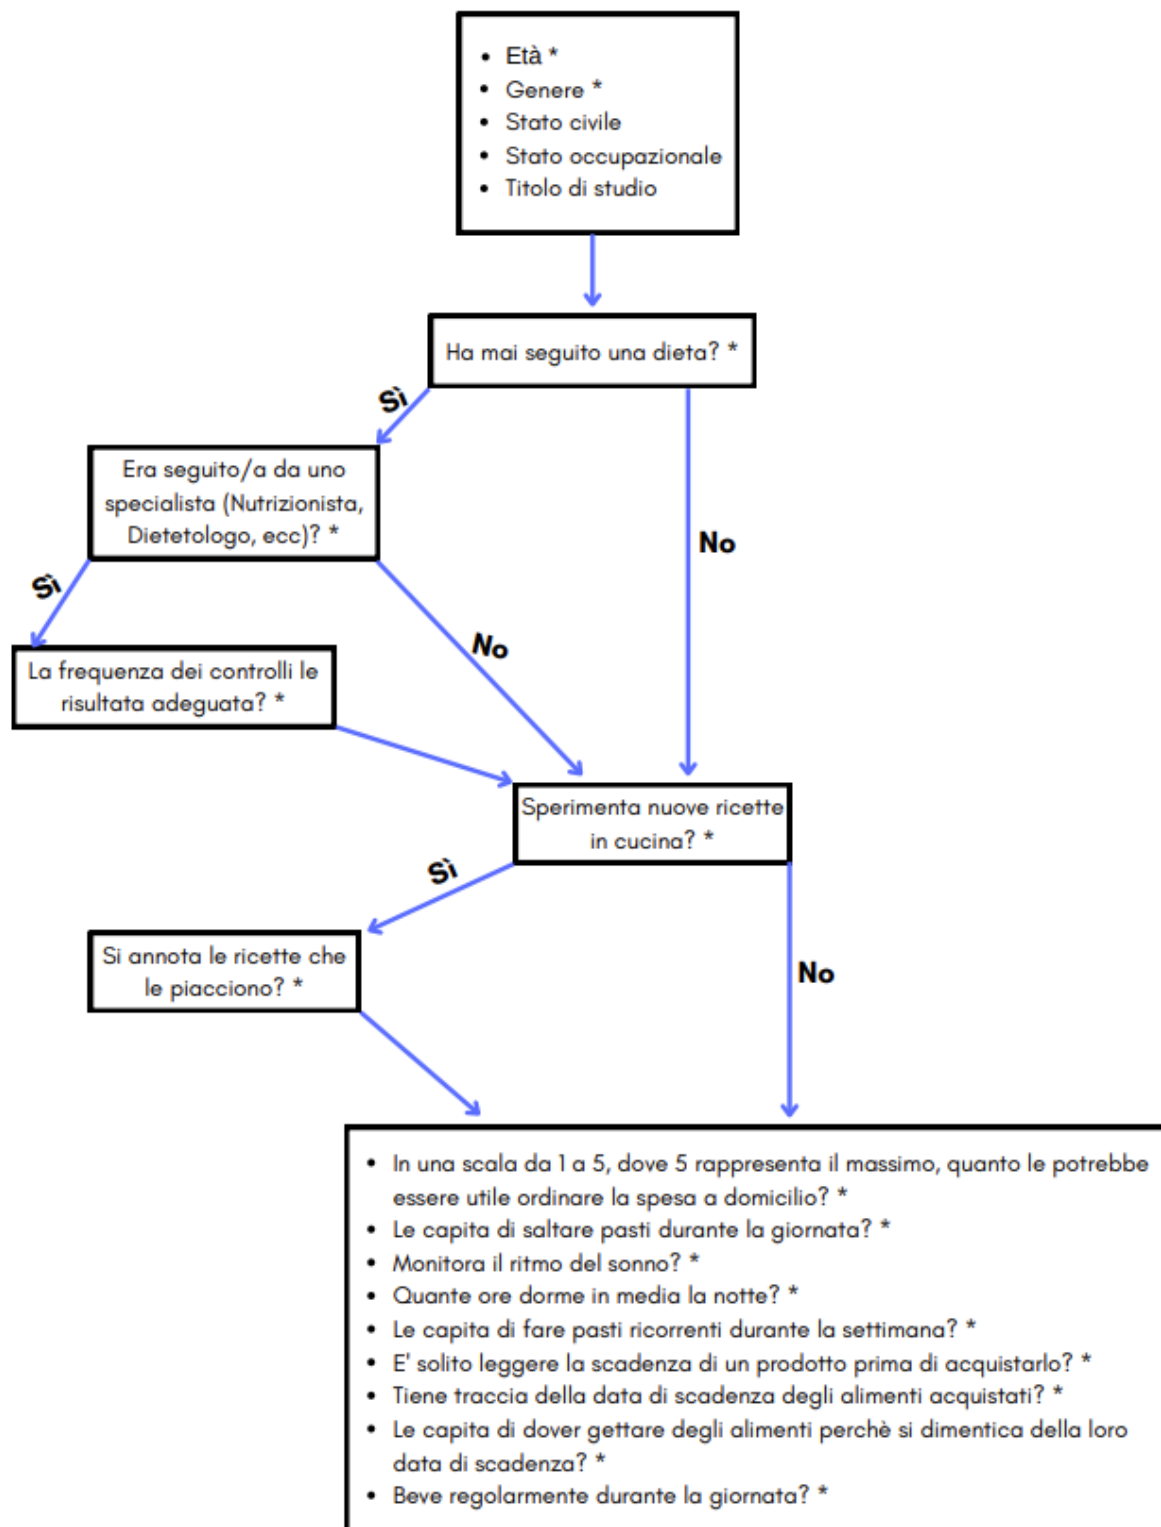 • Età *
• Genere *
• Stato civile
• Stato occupazionale
• Titolo di studio
Ha mai seguito una dieta? *
Sì
No
Era seguito/a da uno
specialista (Nutrizionista,
Dietetologo, ecc)? *
Sì
No
La frequenza dei controlli le
risultata adeguata? *
Sperimenta nuove ricette
in cucina? *
Sì
No
Si annota le ricette che
le piacciono? *
• In una scala da 1 a 5, dove 5 rappresenta il massimo, quanto le potrebbe
essere utile ordinare la spesa a domicilio? *
• Le capita di saltare pasti durante la giornata? *
• Monitora il ritmo del sonno? *
• Quante ore dorme in media la notte? *
• Le capita di fare pasti ricorrenti durante la settimana? *
• E' solito leggere la scadenza di un prodotto prima di acquistarlo? *
• Tiene traccia della data di scadenza degli alimenti acquistati? *
• Le capita di dover gettare degli alimenti perchè si dimentica della loro
data di scadenza? *
• Beve regolarmente durante la giornata? *